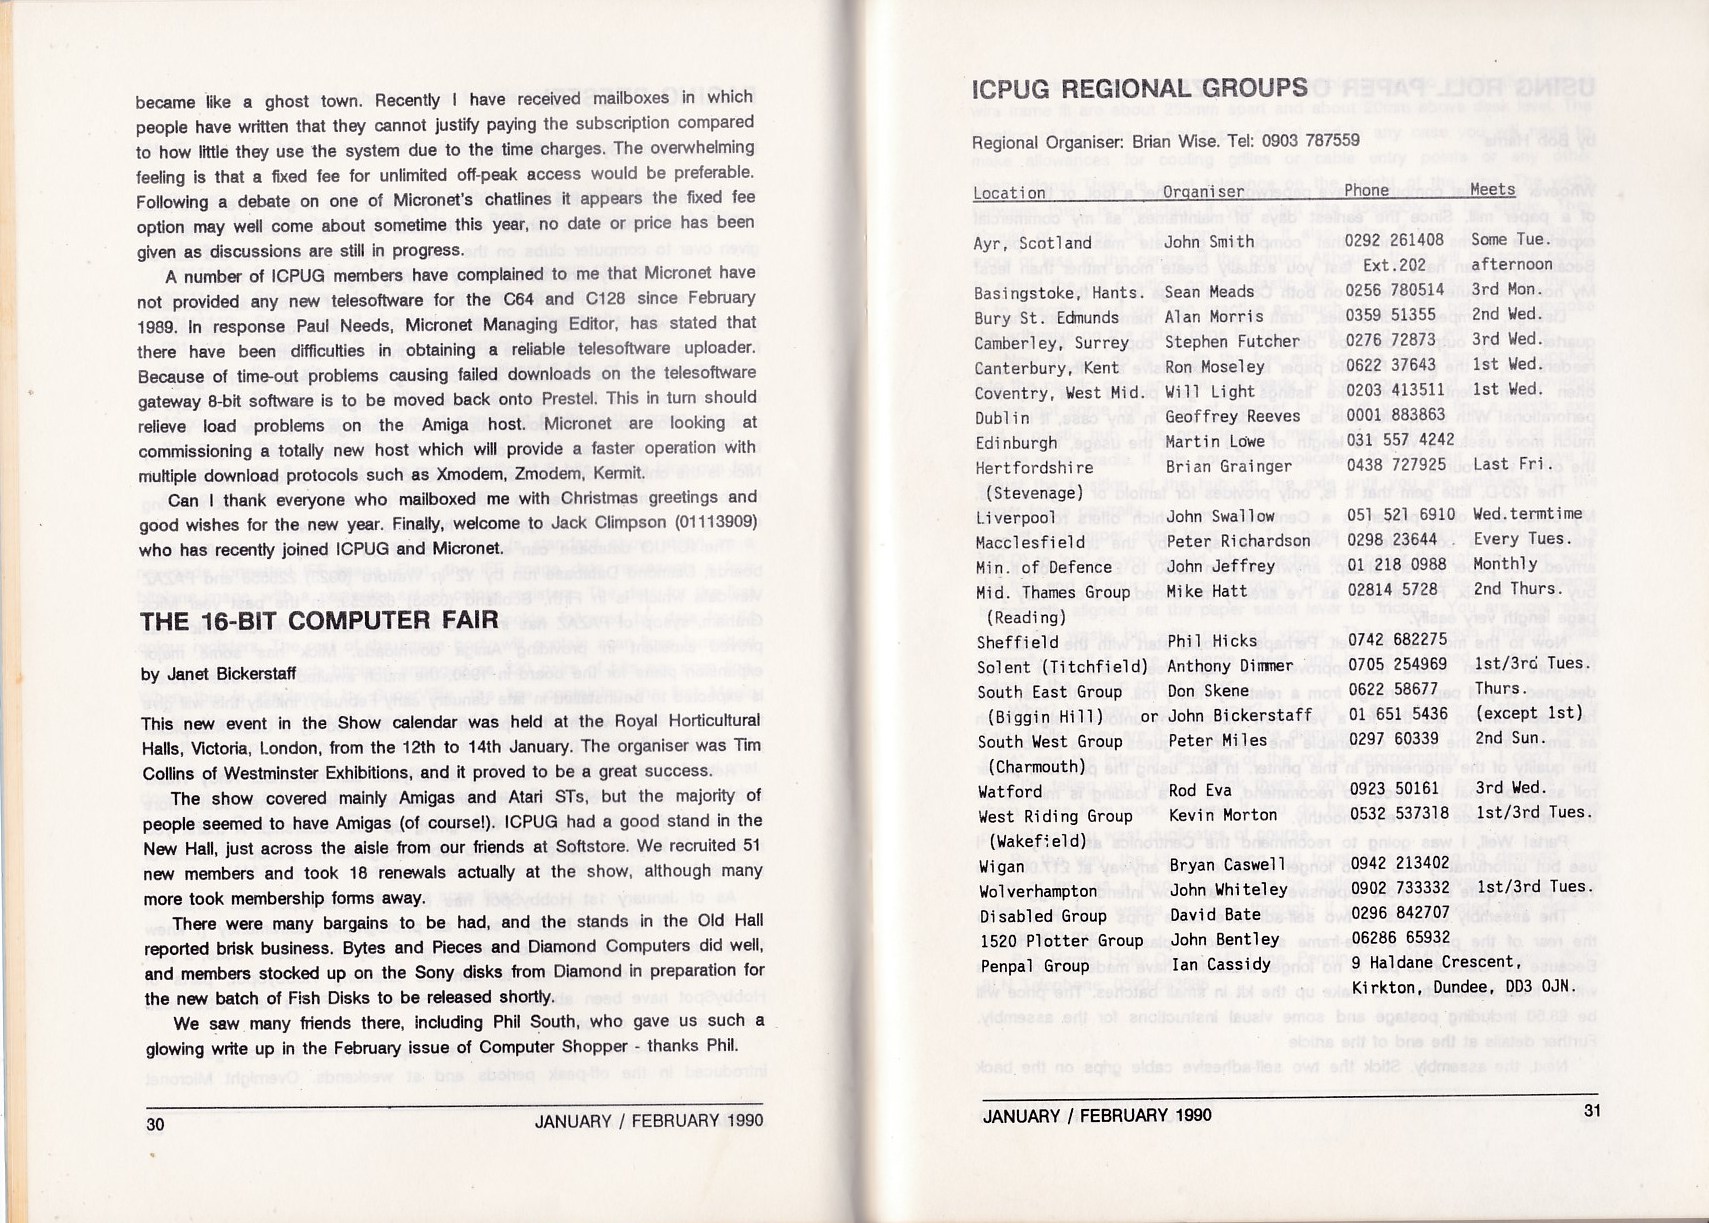 became like a ghost town. Recently I have received mailboxes in which
people have written that they cannot justify paying the subscription compared
to how little they use the system due to the time charges. The overwhelming
feeling is that a fixed fee for unlimited off-peak access would be preferable.
Following a debate on one of Micronet's chatlines it appears the fixed fee
option may well come about sometime this year, no date or price has been
given as discussions are still in progress.
A number of ICPUG members have complained to me that Micronet have
not provided any new telesoftware for the C64 and C128 since February
1989. In response Paul Needs, Micronet Managing Editor, has stated that
there have been difficulties in obtaining a reliable telesoftware uploader.
Because of time-out problems causing failed downloads on the telesoftware
gateway 8-bit software is to be moved back onto Prestel. This in turn should
relieve load problems on the Amiga host. Micronet are looking at
commissioning a totally new host which will provide a faster operation with
multiple download protocols such as Xmodem, Zmodem, Kermit.
Can I thank everyone who mailboxed me with Christmas greetings and
good wishes for the new year. Finally, welcome to Jack Climpson (01113909)
who has recently joined ICPUG and Micronet.
THE 16-BIT COMPUTER FAIR
by Janet Bickerstaff
This new event in the Show calendar was held at the Royal Horticultural
Halls, Victoria, London, from the 12th to 14th January. The organiser was Tim
Collins of Westminster Exhibitions, and it proved to be a great success.
The show covered mainly Amigas and Atari STs, but the majority of
people seemed to have Amigas (of course!). ICPUG had a good stand in the
New Hall, just across the aisle from our friends at Softstore. We recruited 51
new members and took 18 renewals actually at the show, although many
more took membership forms away.
There were many bargains to be had, and the stands in the Old Hall
reported brisk business. Bytes and Pieces and Diamond Computers did well,
and members stocked up on the Sony disks from Diamond in preparation for
the new batch of Fish Disks to be released shortly.
We saw many friends there, including Phil South, who gave us such a
glowing write up in the February issue of Computer Shopper - thanks Phil.
30 JANUARY / FEBRUARY 1990
ICPUG REGIONAL GROUPS
Regional Organiser: Brian Wise. Tel: 0903 787559
Location Organiser Phone Meets
Ayr, Scotland John Smith 0292 261408 Some Tue.
Ext.202 afternoon
Basingstoke, Hants. Sean Meads 0256 780514 3rd Mon.
Bury St. Edmunds Alan Morris 0359 51355 2nd Wed.
Camberley, Surrey Stephen Futcher 0276 72873 3rd Wed.
Canterbury, Kent Ron Moseley 0622 37643 1st Wed.
Coventry, West Mid. Will Light 0203 413511 1st Wed.
Dublin Geoffrey Reeves 0001 883863
Edinburgh Martin Lowe 031 557 4242
Hertfordshire Brian Grainger 0438 727925 Last Fri.
(Stevenage)
Liverpool John Swallow 051 521 6910 Wed.termtime
Macclesfield Peter Richardson 0298 23644 Every Tues.
Min. of Defence John Jeffrey 01 218 0988 Monthly
Mid. Thames Group Mike Hatt 02814 5728 2nd Thurs.
(Reading)
Sheffield Phil Hicks 0742 682275
Solent (Titchfield) Anthony Dimmer 0705 254969 1st/3rd Tues.
South East Group Don Skene 0622 58677 Thurs.
(Biggin Hill) or John Bickerstaff 01 651 5436 (except 1st)
South West Group Peter Miles 0297 60339 2nd Sun.
(Charmouth)
Watford Rod Eva 0923 50161 3rd Wed.
West Riding Group Kevin Morton 0532 537318 1st/3rd Tues.
(Wakefield)
Wigan Bryan Caswell 0942 213402
Wolverhampton John Whiteley 0902 733332 1st/3rd Tues.
Disabled Group David Bate 0296 842707
1520 Plotter Group John Bentley 06286 65932
Penpal Group Ian Cassidy 9 Haldane Crescent,
Kirkton, Dundee, DD3 0JN.
JANUARY / FEBRUARY 1990 31